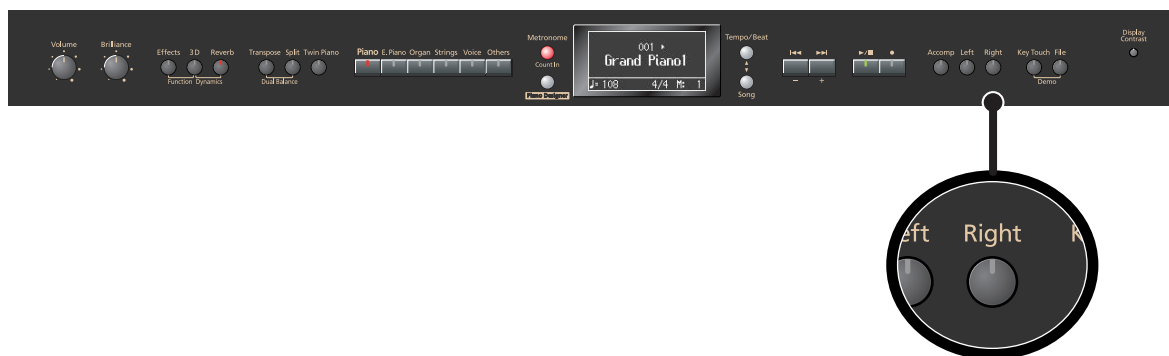 Volume
Brilliance
Effects 3D Reverb
Function Dynamics
Transpose Split Twin Piano
Dual Balance
Piano E. Piano Organ Strings Voice Others
Metronome
Count In
Piano Designer
001
Grand Piano1
♩= 108 4/4 M: 1
Tempo/Beat
Song
− +
Accomp Left Right
Key Touch File
Demo
Display
Contrast
eft Right K